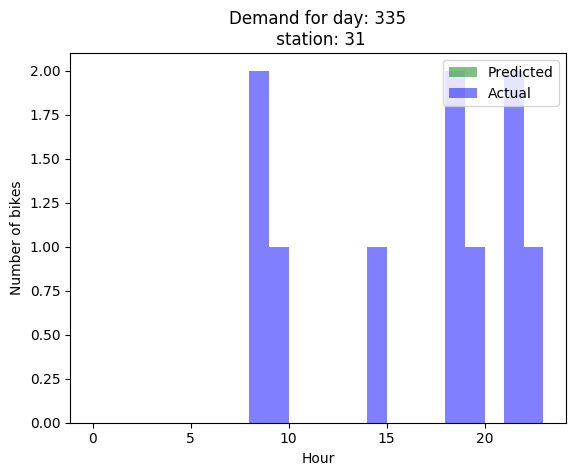 Demand for day: 335
station: 31
Predicted
Actual
Number of bikes
2.00
1.75
1.50
1.25
1.00
0.75
0.50
0.25
0.00
0 5 10 15 20
Hour